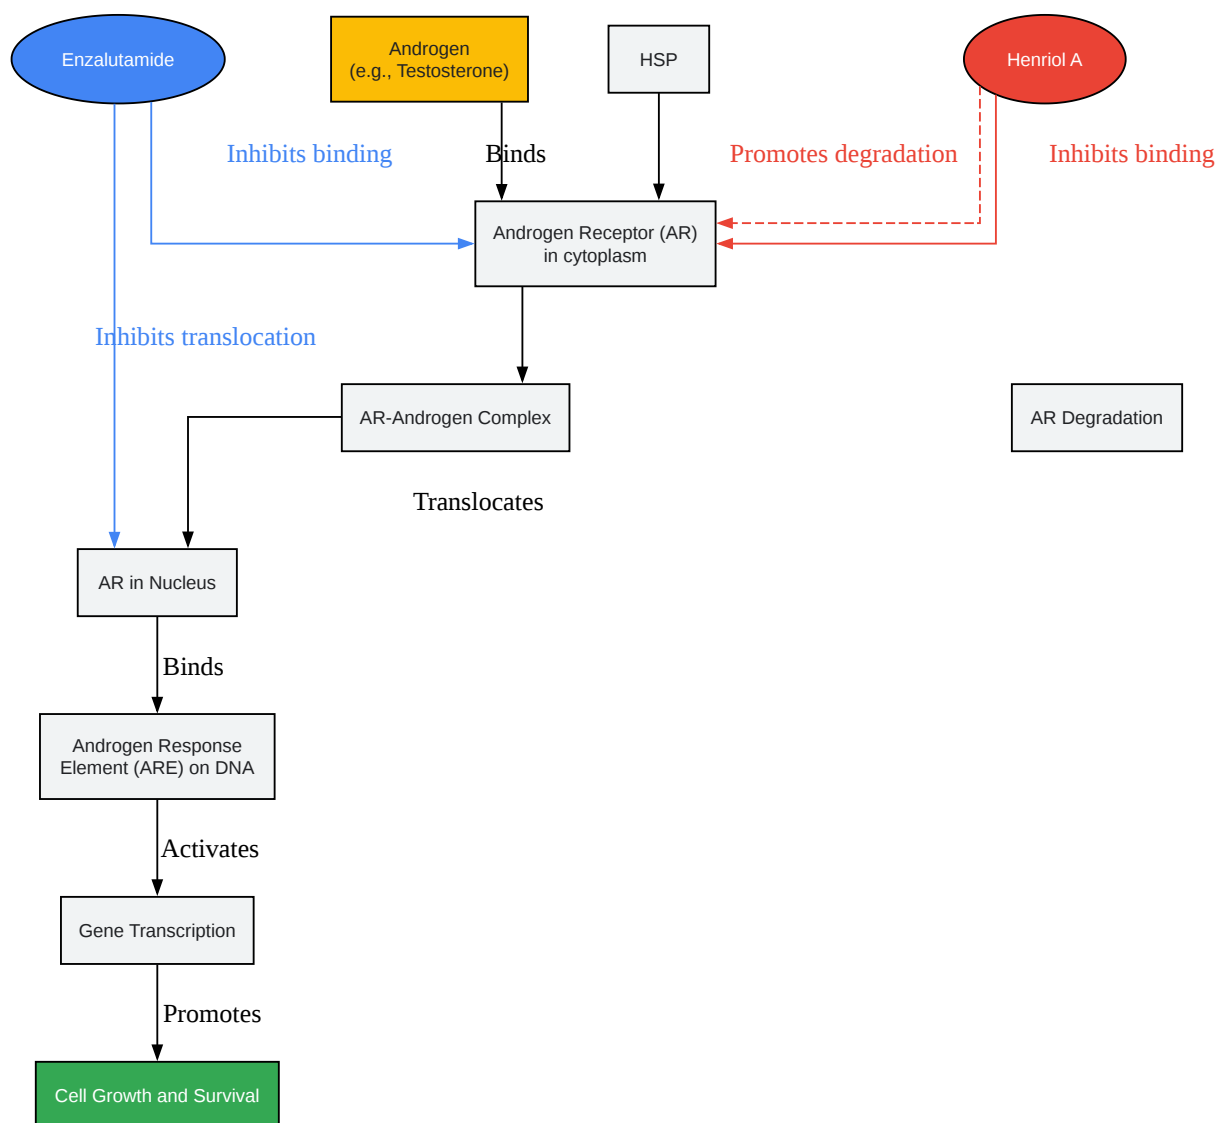 Enzalutamide
Androgen
(e.g., Testosterone)
HSP
Henriol A
Inhibits binding
Binds
Promotes degradation
Inhibits binding
Androgen Receptor (AR)
in cytoplasm
Inhibits translocation
AR-Androgen Complex
AR Degradation
Translocates
AR in Nucleus
Binds
Androgen Response
Element (ARE) on DNA
Activates
Gene Transcription
Promotes
Cell Growth and Survival